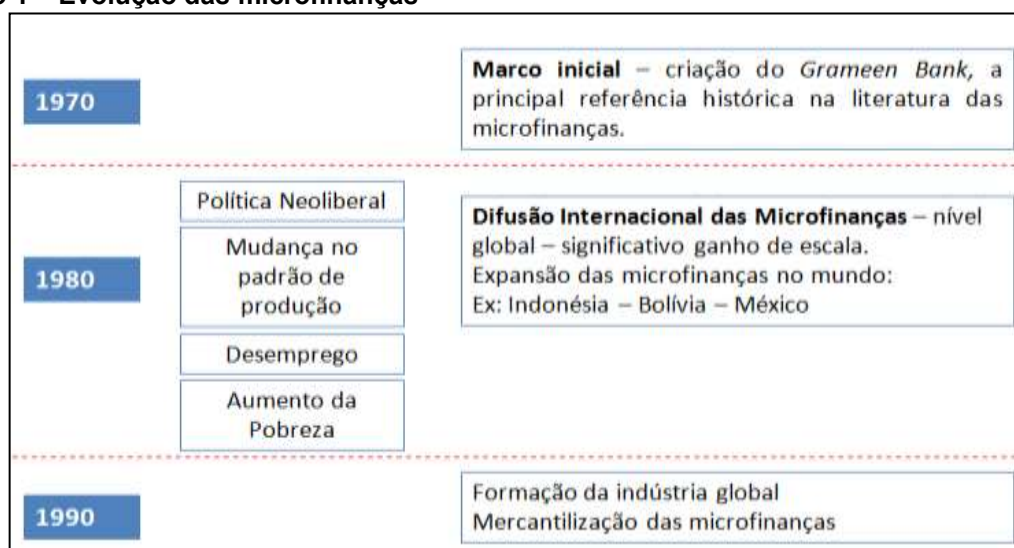 1 – Evolução das microfinanças
1970
Marco inicial – criação do Grameen Bank, a
principal referência histórica na literatura das
microfinanças.
1980
Política Neoliberal
Mudança no
padrão de
produção
Desemprego
Aumento da
Pobreza
Difusão Internacional das Microfinanças – nível
global – significativo ganho de escala.
Expansão das microfinanças no mundo:
Ex: Indonésia – Bolívia – México
1990
Formação da indústria global
Mercantilização das microfinanças